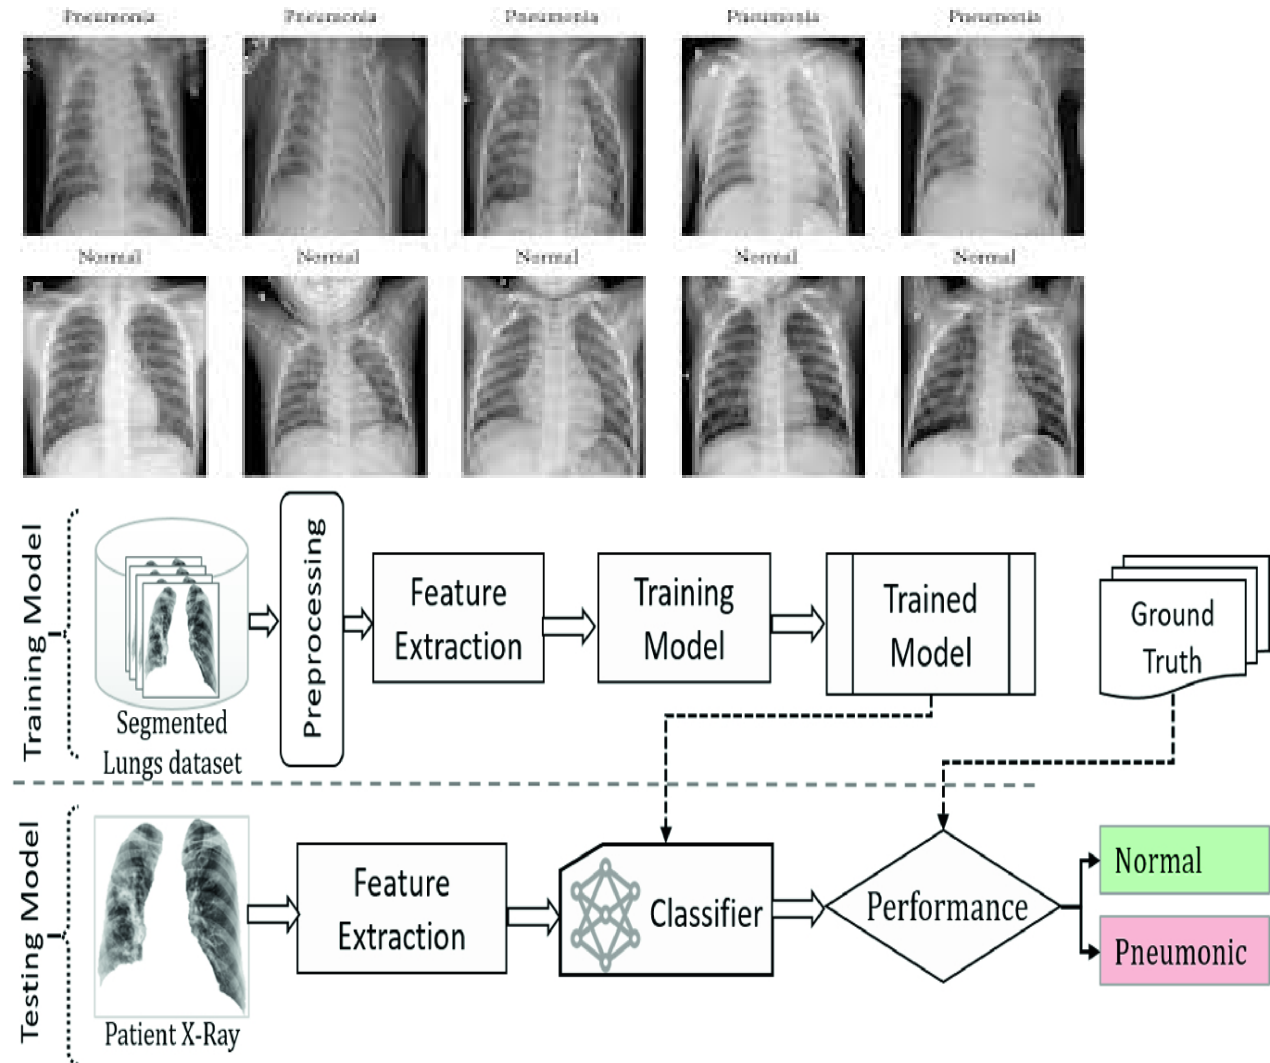 Pneumonia Pneumonia Pneumonia Pneumonia Pneumonia
Normal Normal Normal Normal Normal
Training Model
Segmented
Lungs dataset
Preprocessing
Feature
Extraction
Training
Model
Trained
Model
Ground
Truth
Testing Model
Patient X-Ray
Feature
Extraction
Classifier
Performance
Normal
Pneumonic